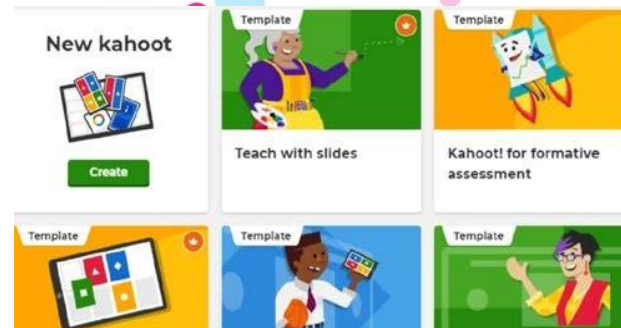 New kahoot
Create
Template
Teach with slides
Template
Kahoot! for formative
assessment
Template
Template
Template